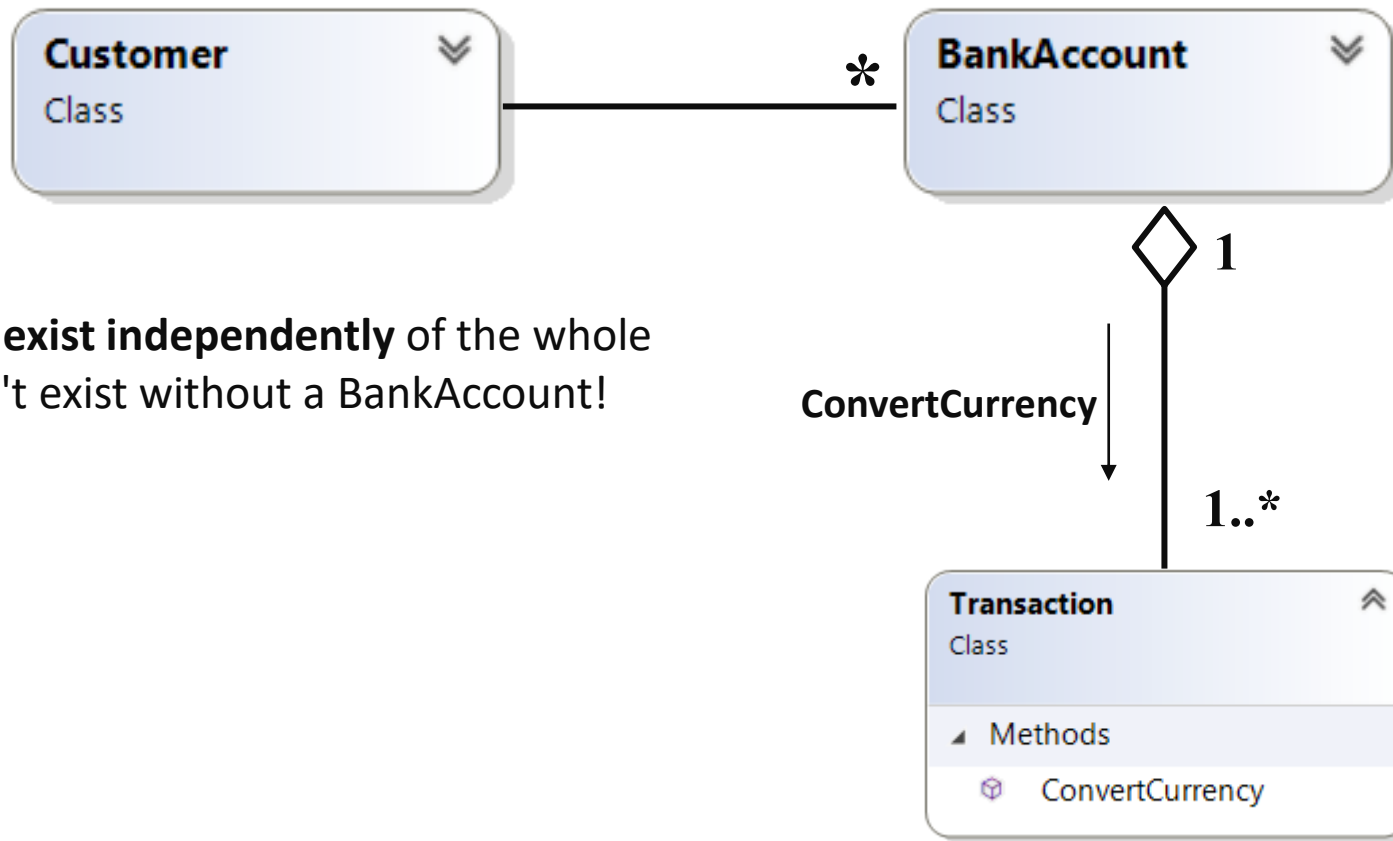 Customer
Class
*
BankAccount
Class
1
exist independently of the whole
't exist without a BankAccount!
ConvertCurrency
1..*
Transaction
Class
Methods
ConvertCurrency